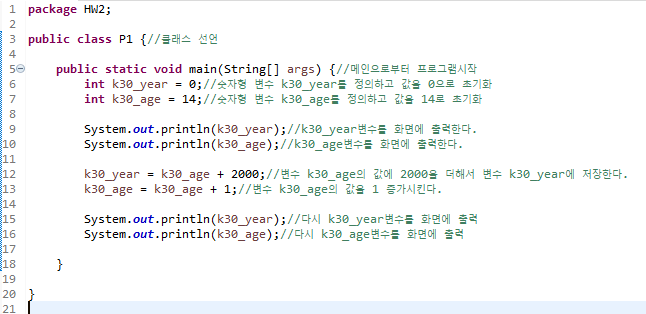 1 package HW2;
2
3 public class P1 {//클래스 선언
4
5 public static void main(String[] args) {//메인으로부터 프로그램시작
6 int k30_year = 0;//숫자형 변수 k30_year를 정의하고 값을 0으로 초기화
7 int k30_age = 14;//숫자형 변수 k30_age를 정의하고 값을 14로 초기화
8
9 System.out.println(k30_year);//k30_year변수를 화면에 출력한다.
10 System.out.println(k30_age);//k30_age변수를 화면에 출력한다.
11
12 k30_year = k30_age + 2000;//변수 k30_age의 값에 2000을 더해서 변수 k30_year에 저장한다.
13 k30_age = k30_age + 1;//변수 k30_age의 값을 1 증가시킨다.
14
15 System.out.println(k30_year);//다시 k30_year변수를 화면에 출력
16 System.out.println(k30_age);//다시 k30_age변수를 화면에 출력
17
18 }
19
20 }
21